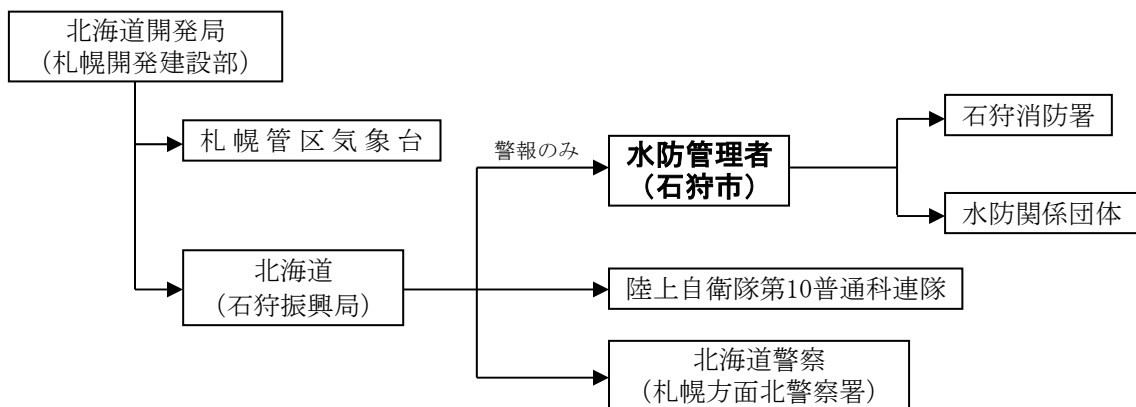 北海道開発局
(札幌開発建設部)
札幌管区気象台
警報のみ
水防管理者
(石狩市)
石狩消防署
水防関係団体
北海道
(石狩振興局)
陸上自衛隊第10普通科連隊
北海道警察
(札幌方面北警察署)